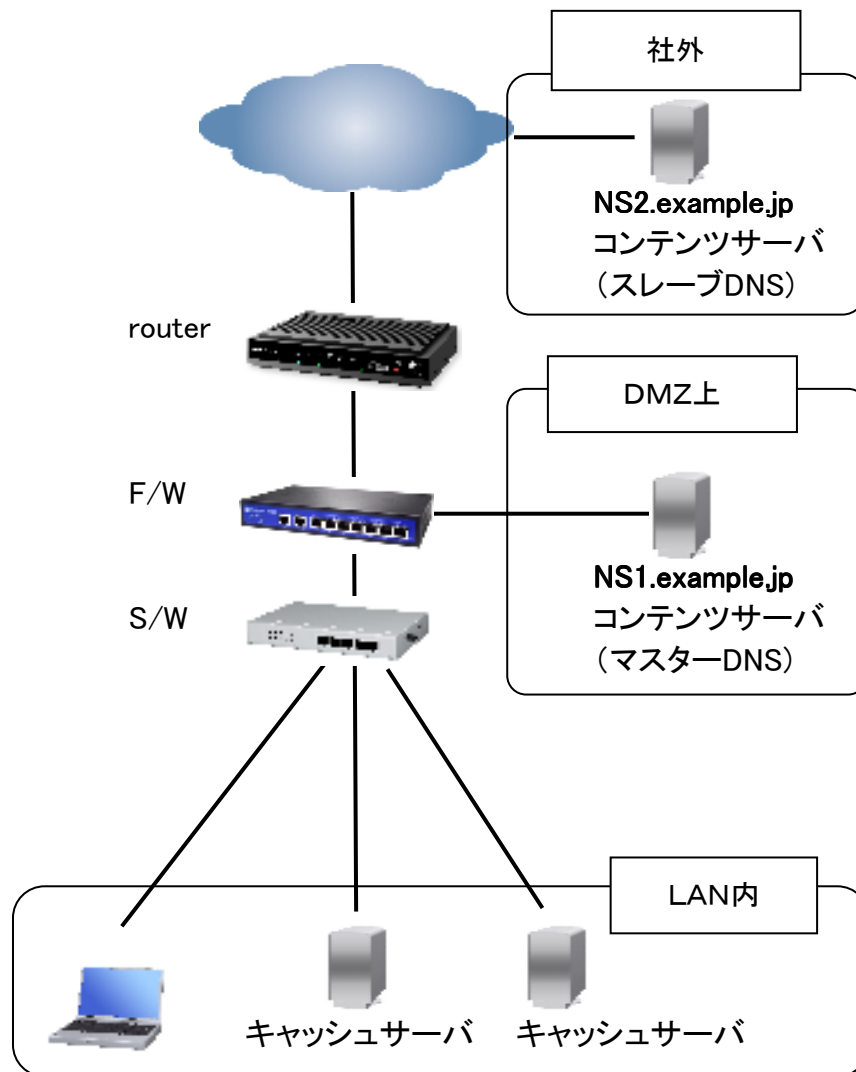 社外
NS2.example.jp
コンテンツサーバ
(スレーブDNS)
router
DMZ上
F/W
NS1.example.jp
コンテンツサーバ
(マスターDNS)
S/W
LAN内
キャッシュサーバ
キャッシュサーバ